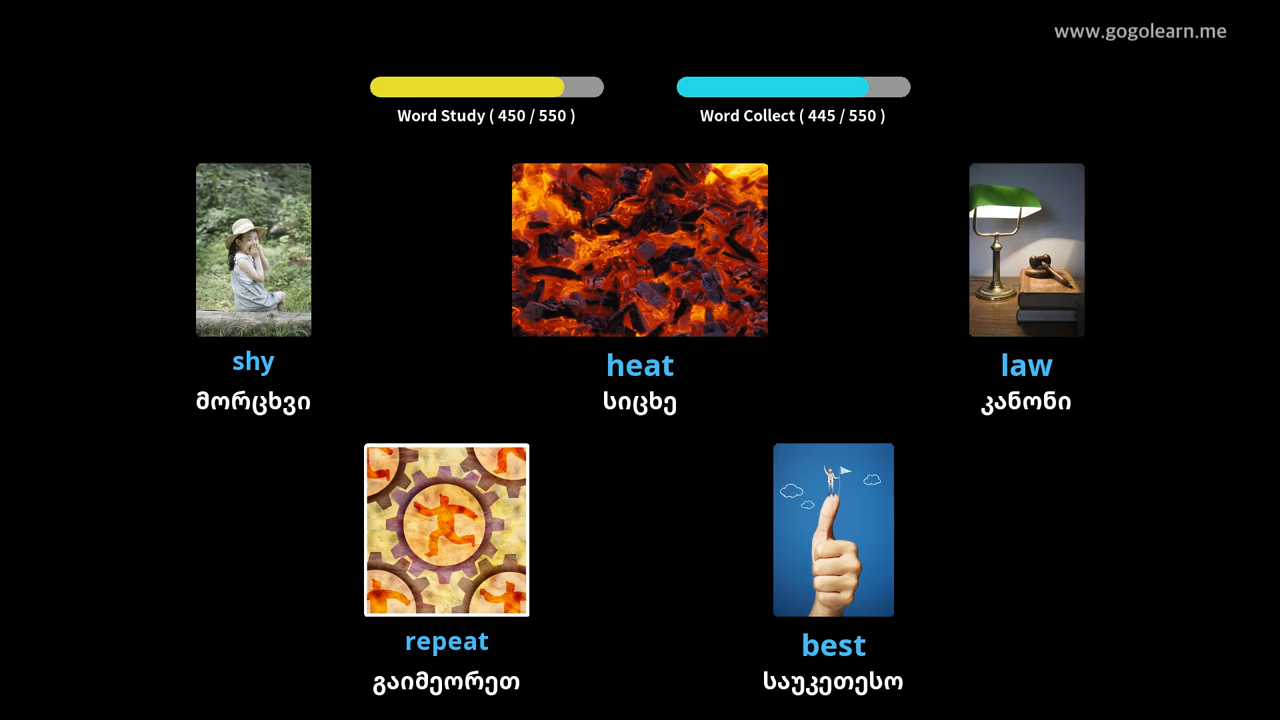 www.gogolearn.me
Word Study ( 450 / 550 )
Word Collect ( 445 / 550 )
shy
მორცხვი
heat
სიცხე
law
კანონი
repeat
გაიმეორეთ
best
საუკეთესო